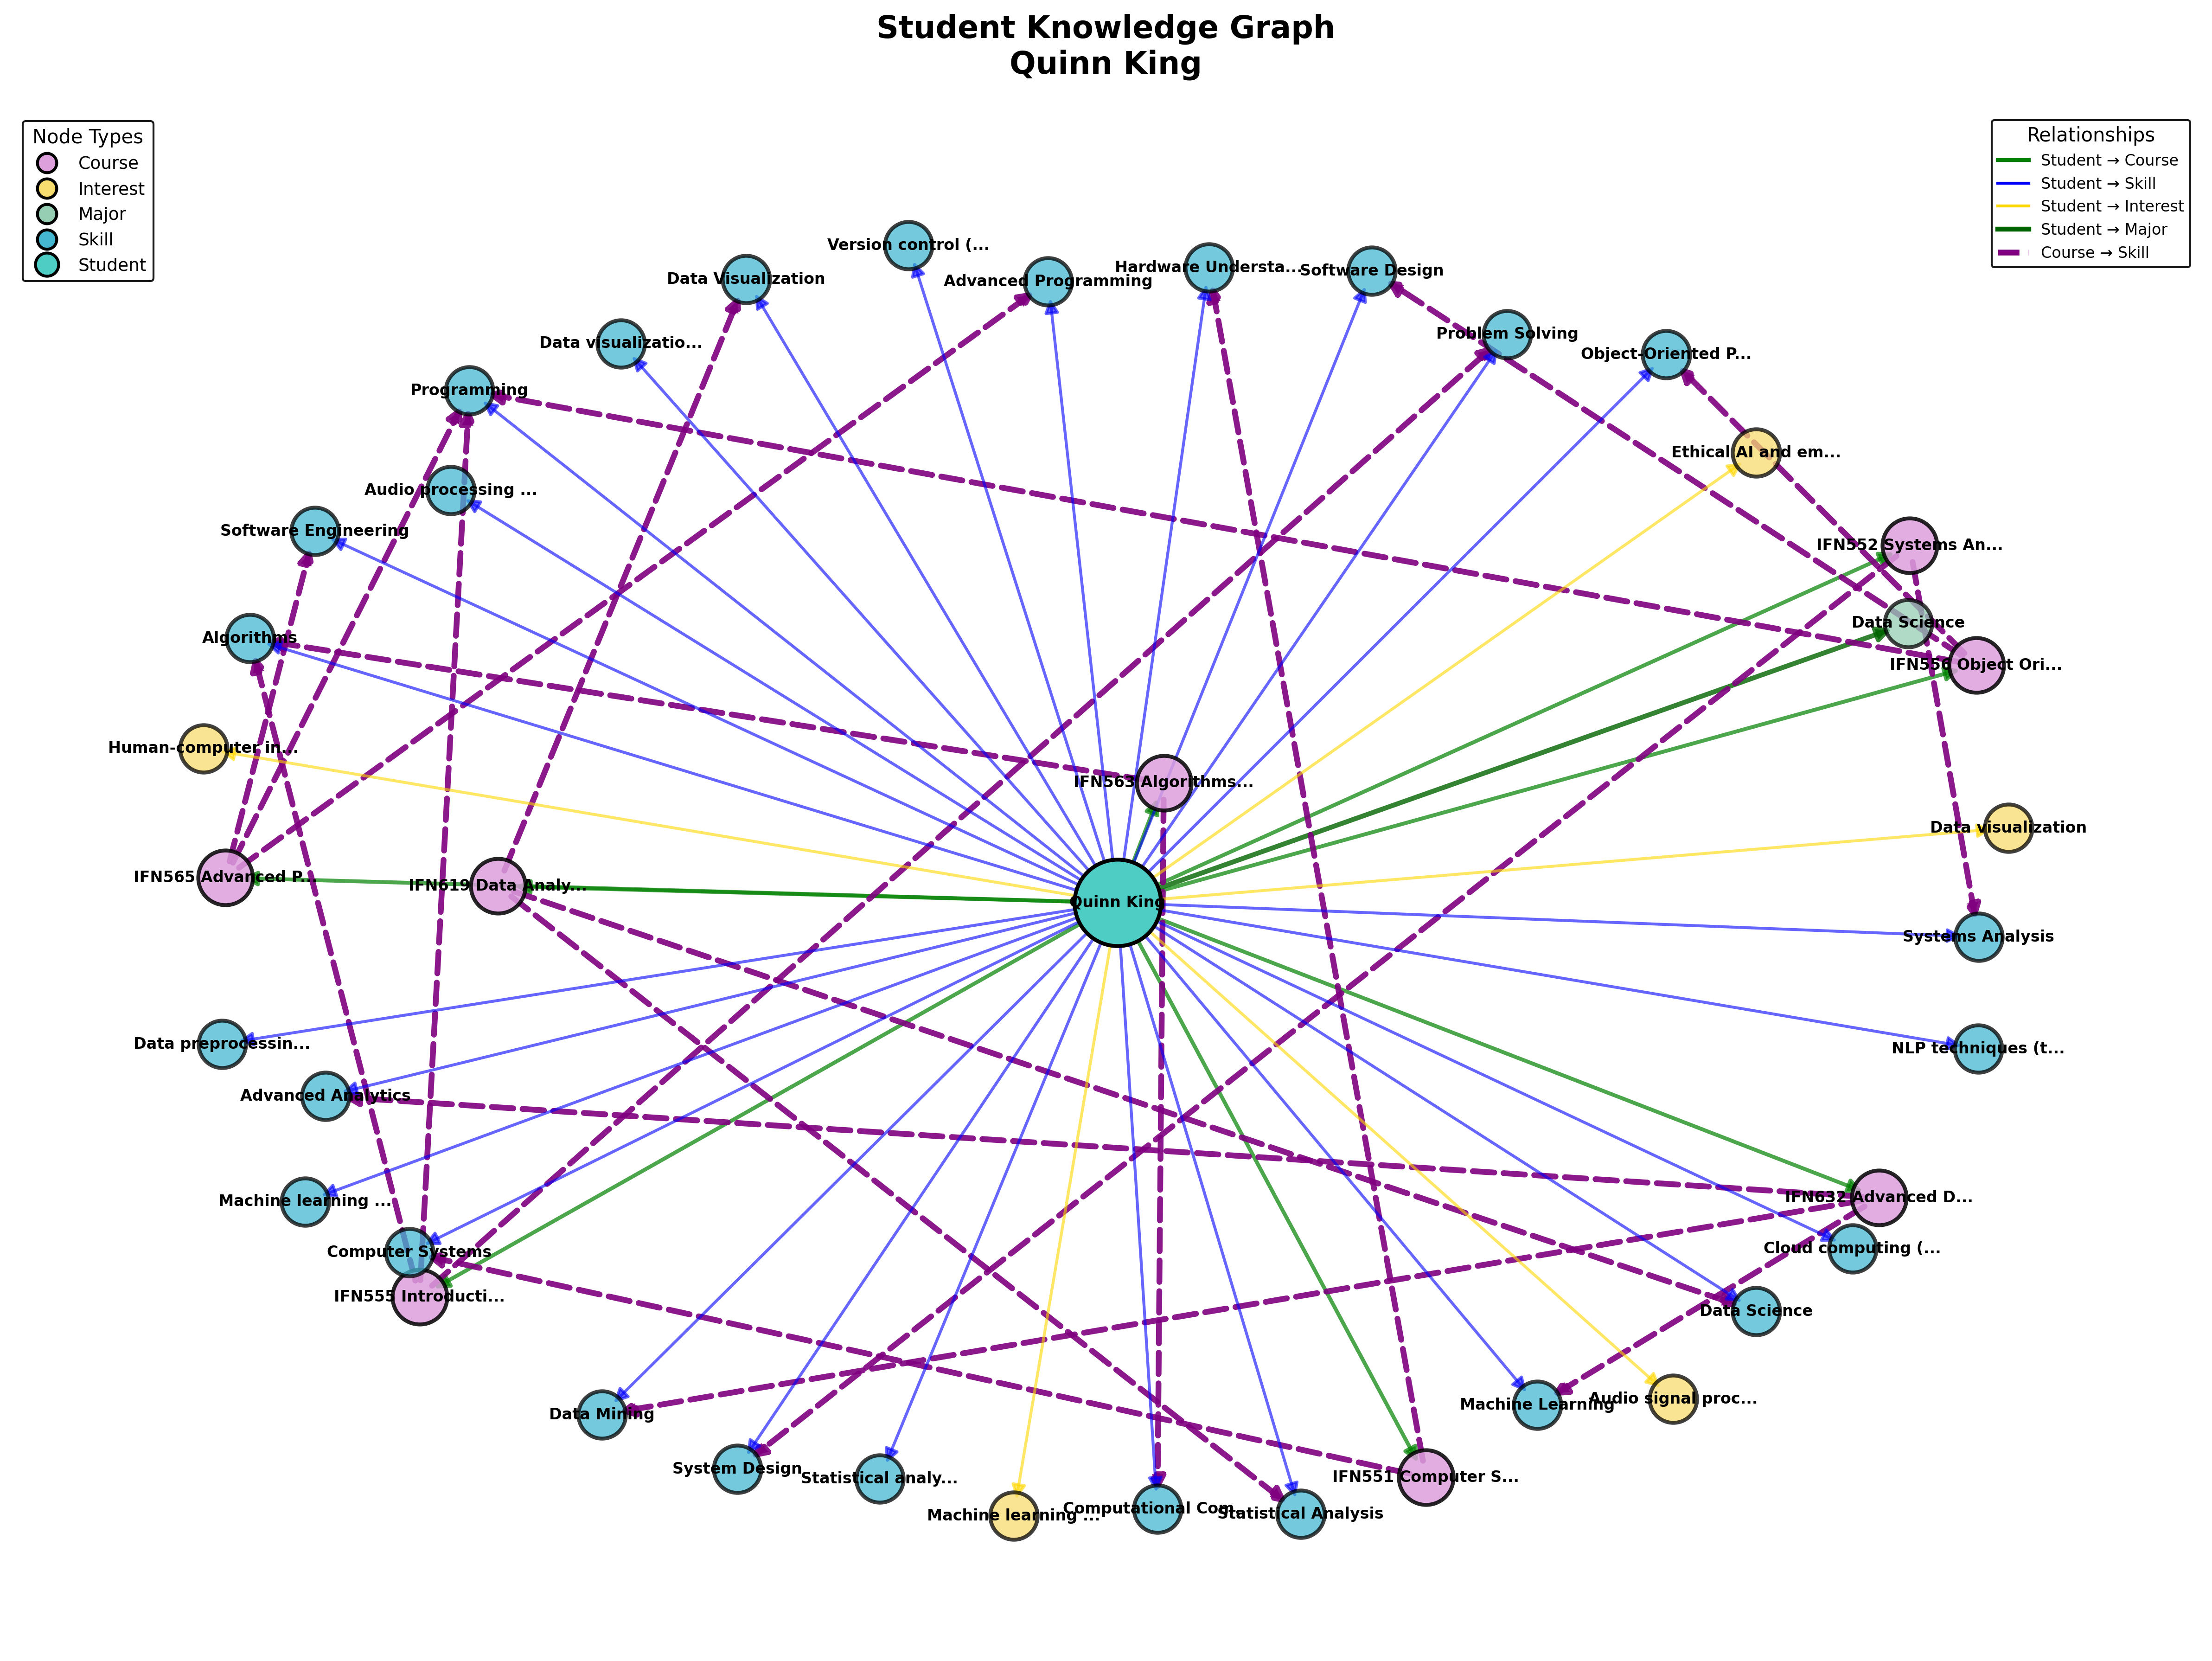 Student Knowledge Graph
Quinn King
Node Types
Course
Interest
Major
Skill
Student
Relationships
Student → Course
Student → Skill
Student → Interest
Student → Major
Course → Skill
Version control (...
Data Visualization
Advanced Programming
Hardware Understa...
Software Design
Data visualizatio...
Problem Solving
Object-Oriented P...
Programming
Ethical AI and em...
Audio processing ...
Software Engineering
IFN552 Systems An...
Algorithms
Data Science
IFN556 Object Ori...
Human-computer in...
IFN563 Algorithms...
Data visualization
IFN565 Advanced P...
IFN619 Data Analy...
Quinn King
Systems Analysis
Data preprocessin...
NLP techniques (t...
Advanced Analytics
Machine learning ...
IFN632 Advanced D...
Computer Systems
Cloud computing (...
IFN555 Introducti...
Data Science
Data Mining
Machine Learning
Audio signal proc...
System Design
Statistical analy...
IFN551 Computer S...
Machine learning ...
Computational Com...
Statistical Analysis